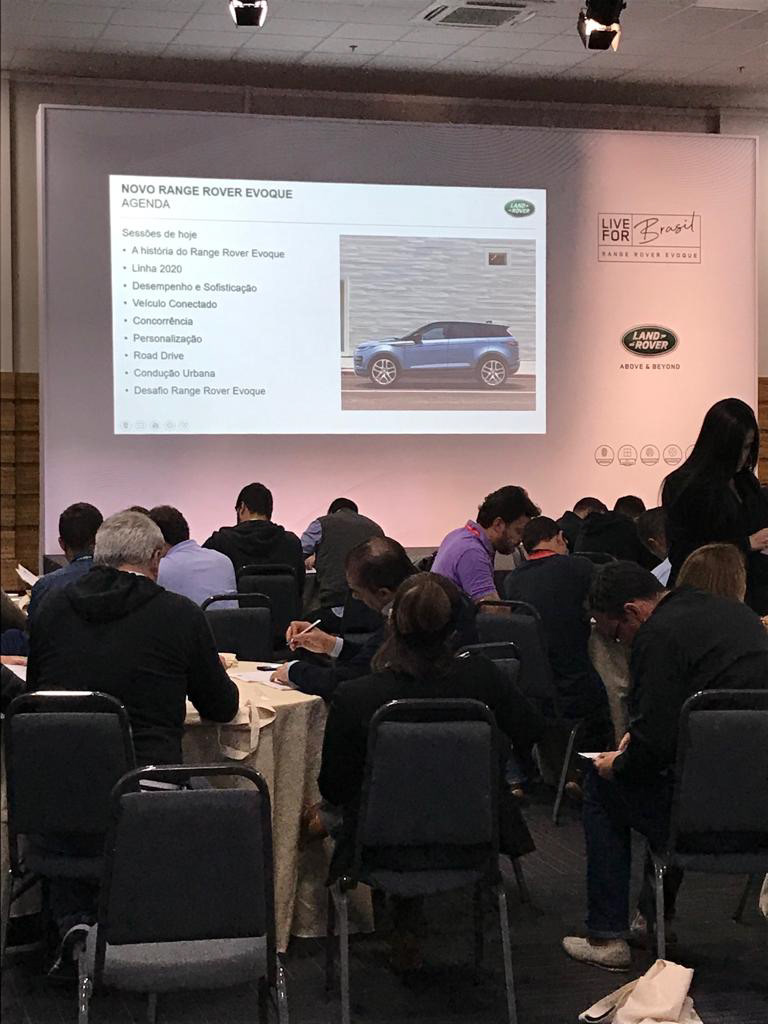 NOVO RANGE ROVER EVOQUE
AGENDA
LAND ROVER
Sessões de hoje
• A história do Range Rover Evoque
• Linha 2020
• Desempenho e Sofisticação
• Veículo Conectado
• Concorrência
• Personalização
• Road Drive
• Condução Urbana
• Desafio Range Rover Evoque
LIVE FOR Brasil
RANGE ROVER EVOQUE
LAND ROVER
ABOVE & BEYOND